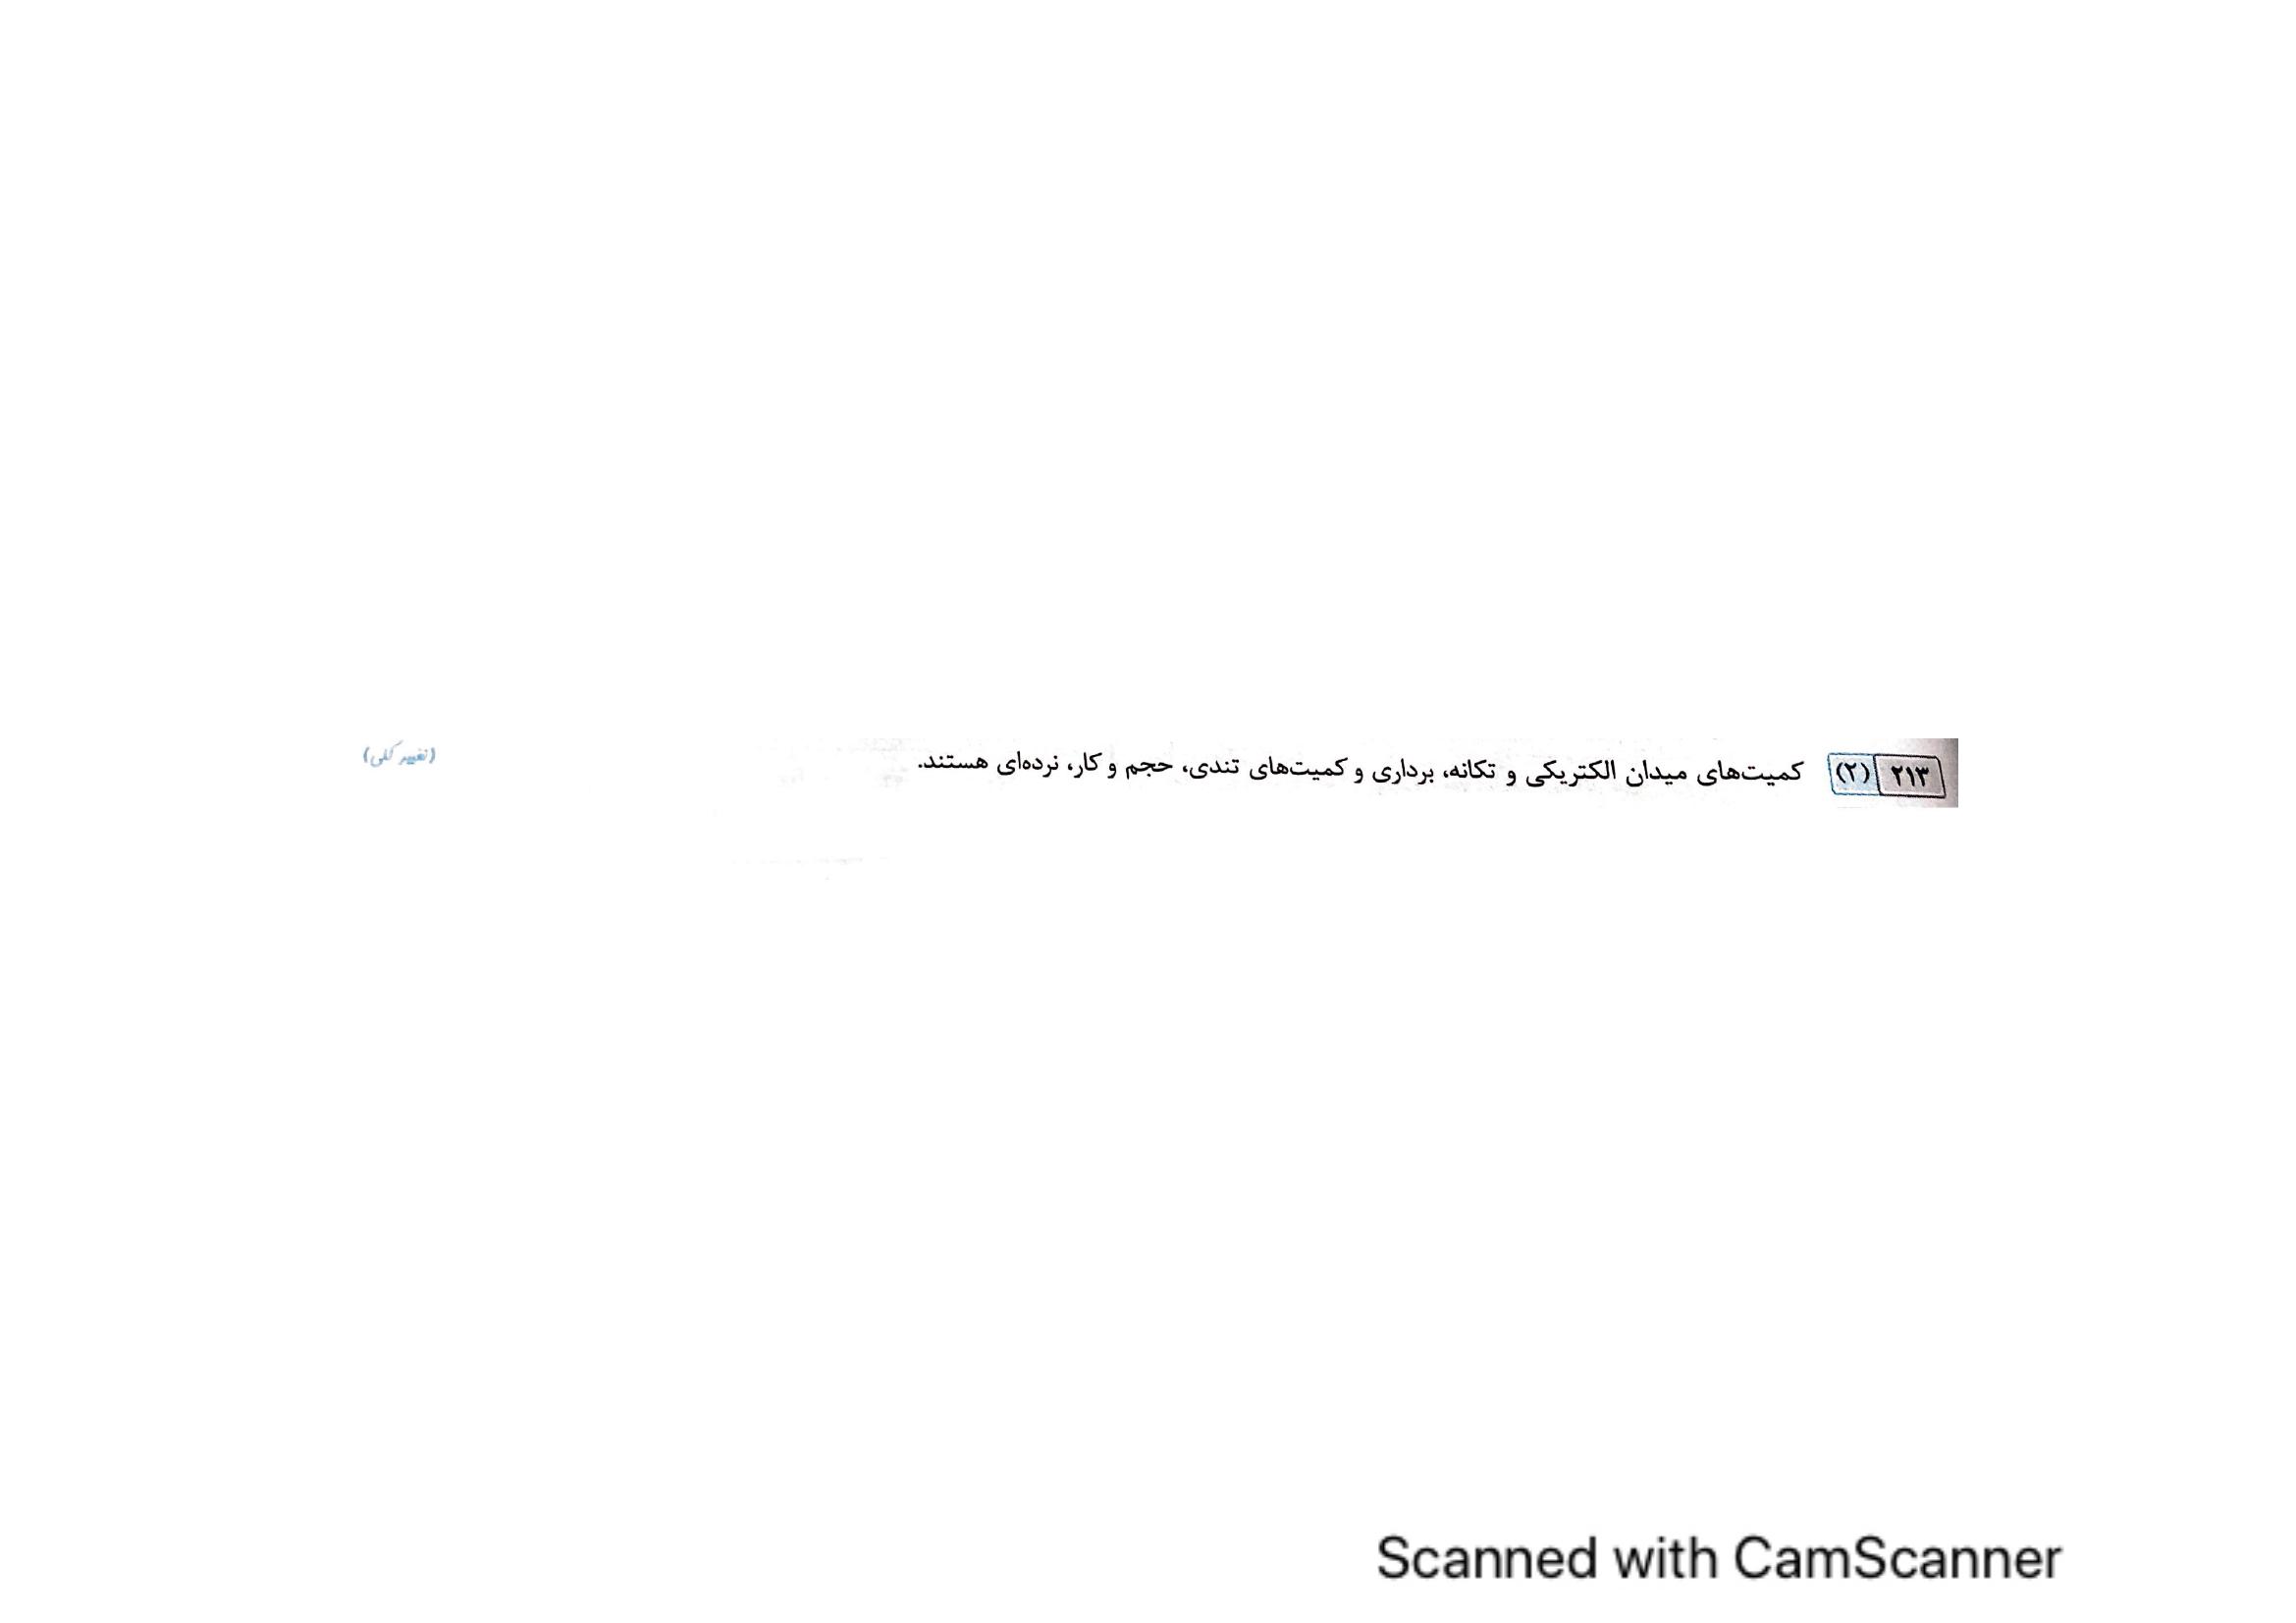 ۲۱۳ (۲) کمیت‌های میدان الکتریکی و تکانه، برداری و کمیت‌های تندی، حجم و کار، نرده‌ای هستند. (تغییر کلی)
Scanned with CamScanner